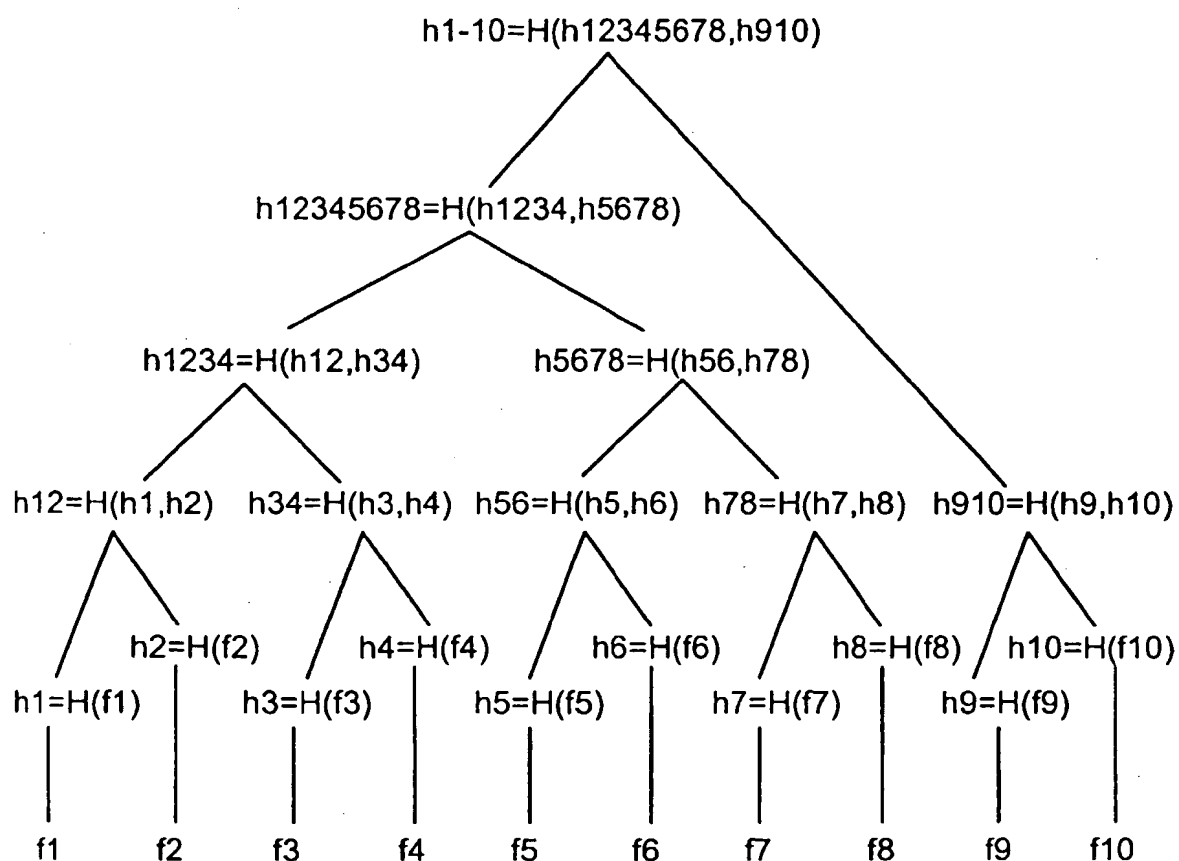 h1-10=H(h12345678,h910)
h12345678=H(h1234,h5678)
h1234=H(h12,h34) h5678=H(h56,h78)
h12=H(h1,h2) h34=H(h3,h4) h56=H(h5,h6) h78=H(h7,h8) h910=H(h9,h10)
h2=H(f2) h4=H(f4) h6=H(f6) h8=H(f8) h10=H(f10)
h1=H(f1) h3=H(f3) h5=H(f5) h7=H(f7) h9=H(f9)
f1 f2 f3 f4 f5 f6 f7 f8 f9 f10